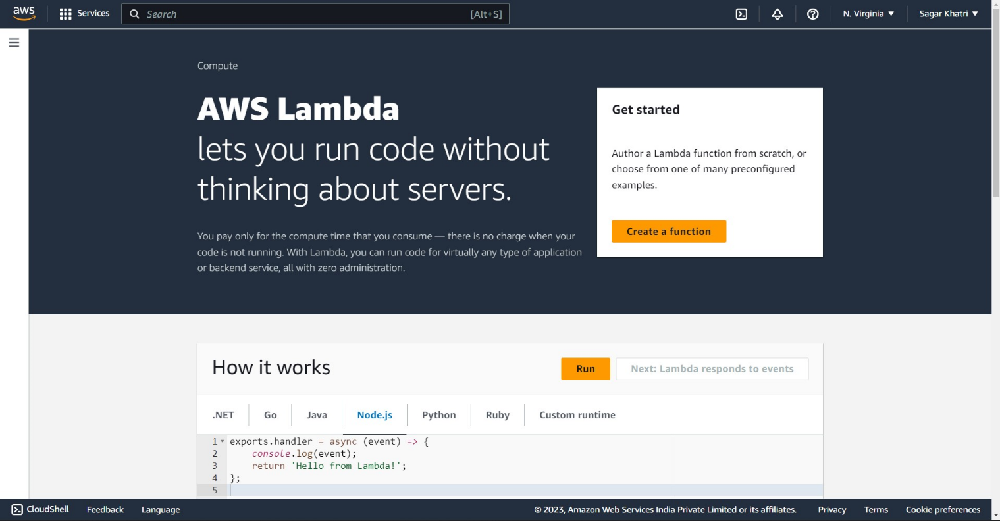 aws
Services
Search
[Alt+S]
N. Virginia
Sagar Khatri
Compute
AWS Lambda
lets you run code without
thinking about servers.
You pay only for the compute time that you consume — there is no charge when your
code is not running. With Lambda, you can run code for virtually any type of application
or backend service, all with zero administration.
Get started
Author a Lambda function from scratch, or
choose from one of many preconfigured
examples.
Create a function
How it works
Run
Next: Lambda responds to events
.NET
Go
Java
Node.js
Python
Ruby
Custom runtime
1 exports.handler = async (event) => {
2     console.log(event);
3     return 'Hello from Lambda!';
4 };
5
CloudShell
Feedback
Language
© 2023, Amazon Web Services India Private Limited or its affiliates.
Privacy
Terms
Cookie preferences